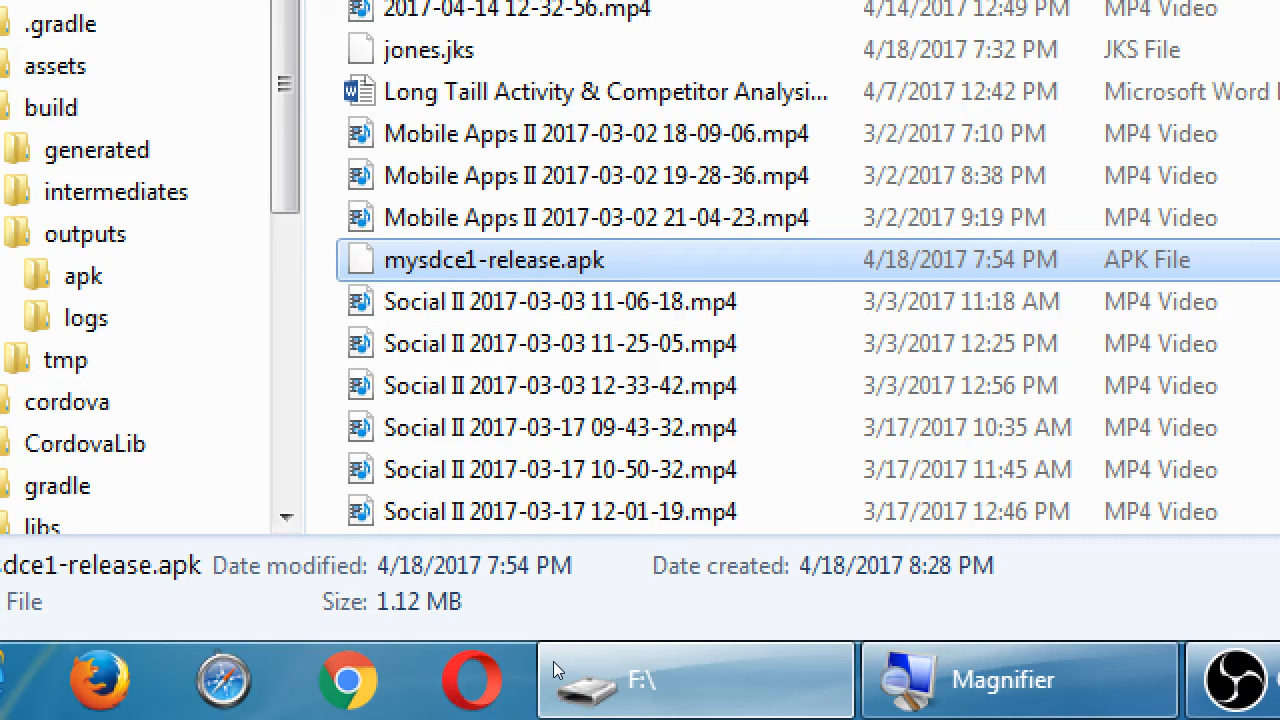 .gradle
assets
build
generated
intermediates
outputs
apk
logs
tmp
cordova
CordovaLib
gradle
libs
2017-04-14 12-32-56.mp4 4/14/2017 12:49 PM MP4 Video
jones.jks 4/18/2017 7:32 PM JKS File
Long Taill Activity & Competitor Analysi... 4/7/2017 12:42 PM Microsoft Word
Mobile Apps II 2017-03-02 18-09-06.mp4 3/2/2017 7:10 PM MP4 Video
Mobile Apps II 2017-03-02 19-28-36.mp4 3/2/2017 8:38 PM MP4 Video
Mobile Apps II 2017-03-02 21-04-23.mp4 3/2/2017 9:19 PM MP4 Video
mysdce1-release.apk 4/18/2017 7:54 PM APK File
Social II 2017-03-03 11-06-18.mp4 3/3/2017 11:18 AM MP4 Video
Social II 2017-03-03 11-25-05.mp4 3/3/2017 12:25 PM MP4 Video
Social II 2017-03-03 12-33-42.mp4 3/3/2017 12:56 PM MP4 Video
Social II 2017-03-17 09-43-32.mp4 3/17/2017 10:35 AM MP4 Video
Social II 2017-03-17 10-50-32.mp4 3/17/2017 11:45 AM MP4 Video
Social II 2017-03-17 12-01-19.mp4 3/17/2017 12:46 PM MP4 Video
dce1-release.apk Date modified: 4/18/2017 7:54 PM Date created: 4/18/2017 8:28 PM
File Size: 1.12 MB
F:\
Magnifier